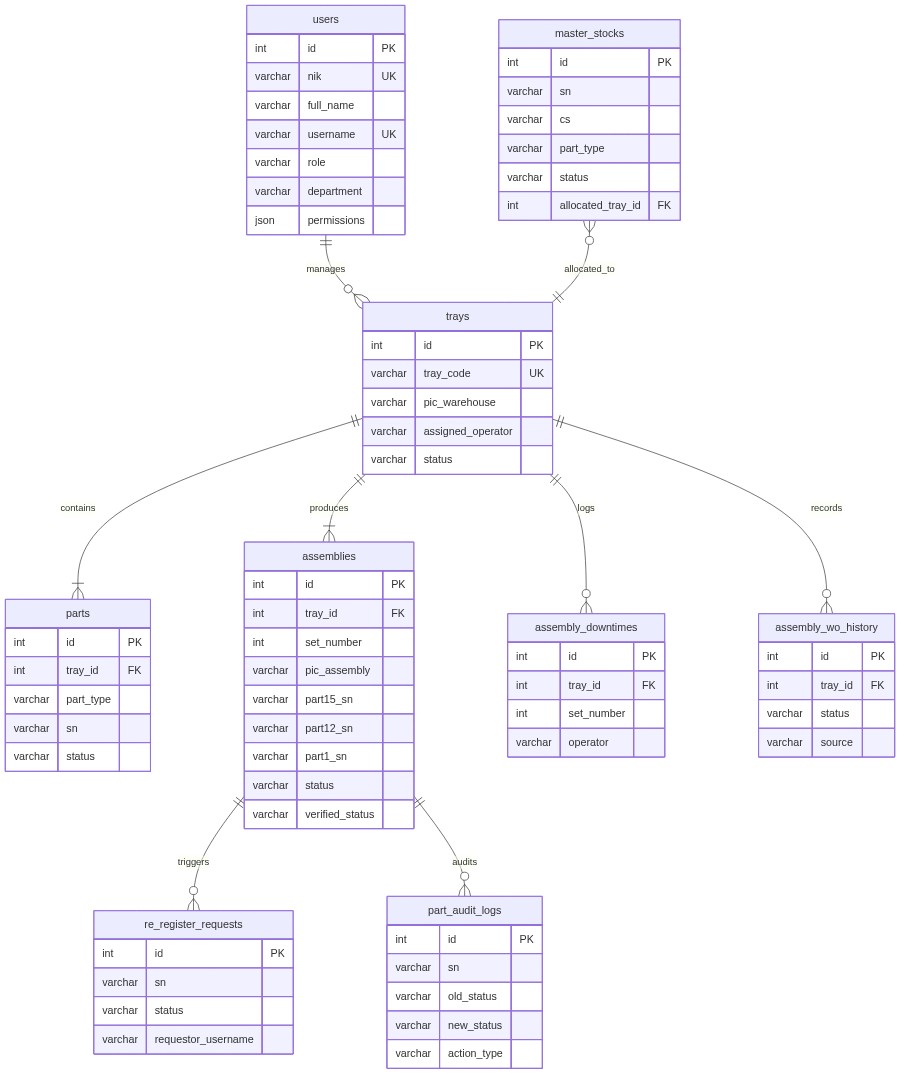 users
int id PK
varchar nik UK
varchar full_name
varchar username UK
varchar role
varchar department
json permissions
master_stocks
int id PK
varchar sn
varchar cs
varchar part_type
varchar status
int allocated_tray_id FK
manages
allocated_to
trays
int id PK
varchar tray_code UK
varchar pic_warehouse
varchar assigned_operator
varchar status
contains
produces
logs
records
parts
int id PK
int tray_id FK
varchar part_type
varchar sn
varchar status
assemblies
int id PK
int tray_id FK
int set_number
varchar pic_assembly
varchar part15_sn
varchar part12_sn
varchar part1_sn
varchar status
varchar verified_status
assembly_downtimes
int id PK
int tray_id FK
int set_number
varchar operator
assembly_wo_history
int id PK
int tray_id FK
varchar status
varchar source
triggers
audits
re_register_requests
int id PK
varchar sn
varchar status
varchar requestor_username
part_audit_logs
int id PK
varchar sn
varchar old_status
varchar new_status
varchar action_type